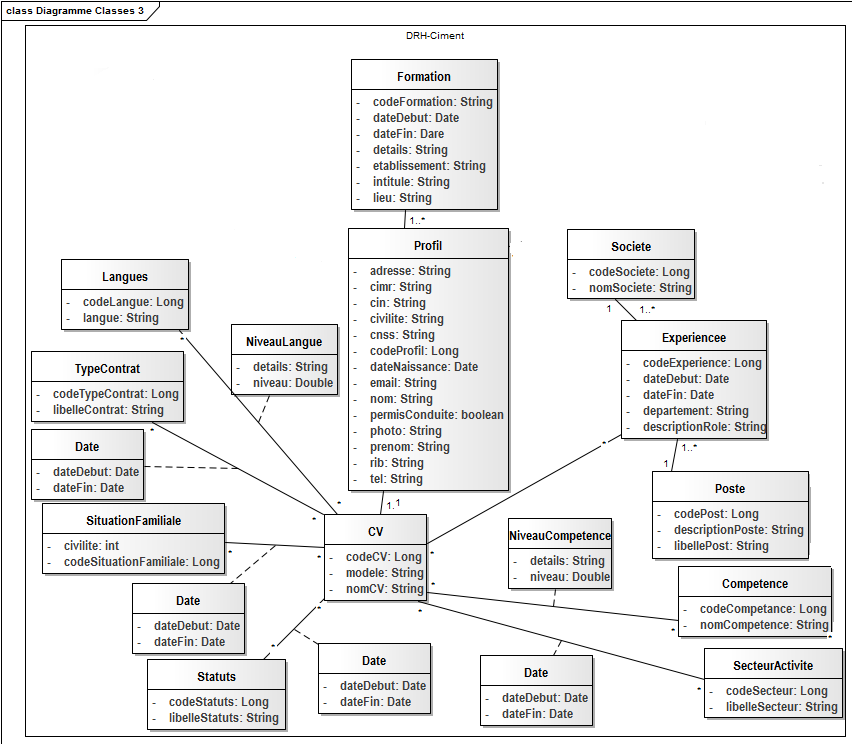 class Diagramme Classes 3
DRH-Ciment
Formation
- codeFormation: String
- dateDebut: Date
- dateFin: Dare
- details: String
- etablissement: String
- intitule: String
- lieu: String
1..*
Profil
- adresse: String
- cimr: String
- cin: String
- civilite: String
- cnss: String
- codeProfil: Long
- dateNaissance: Date
- email: String
- nom: String
- permisConduite: boolean
- photo: String
- prenom: String
- rib: String
- tel: String
1..1
Societe
- codeSociete: Long
- nomSociete: String
1 1..*
Langues
- codeLangue: Long
- langue: String
*
NiveauLangue
- details: String
- niveau: Double
Experiencee
- codeExperience: Long
- dateDebut: Date
- dateFin: Date
- departement: String
- descriptionRole: String
* 1..*
1
TypeContrat
- codeTypeContrat: Long
- libelleContrat: String
*
Date
- dateDebut: Date
- dateFin: Date
Poste
- codePost: Long
- descriptionPoste: String
- libellePost: String
SituationFamiliale
- civilite: int
- codeSituationFamiliale: Long
*
* * *
CV
- codeCV: Long
- modele: String
- nomCV: String
* * * *
NiveauCompetence
- details: String
- niveau: Double
Competence
- codeCompetance: Long
- nomCompetence: String
*
Date
- dateDebut: Date
- dateFin: Date
*
Statuts
- codeStatuts: Long
- libelleStatuts: String
Date
- dateDebut: Date
- dateFin: Date
Date
- dateDebut: Date
- dateFin: Date
*
SecteurActivite
- codeSecteur: Long
- libelleSecteur: String